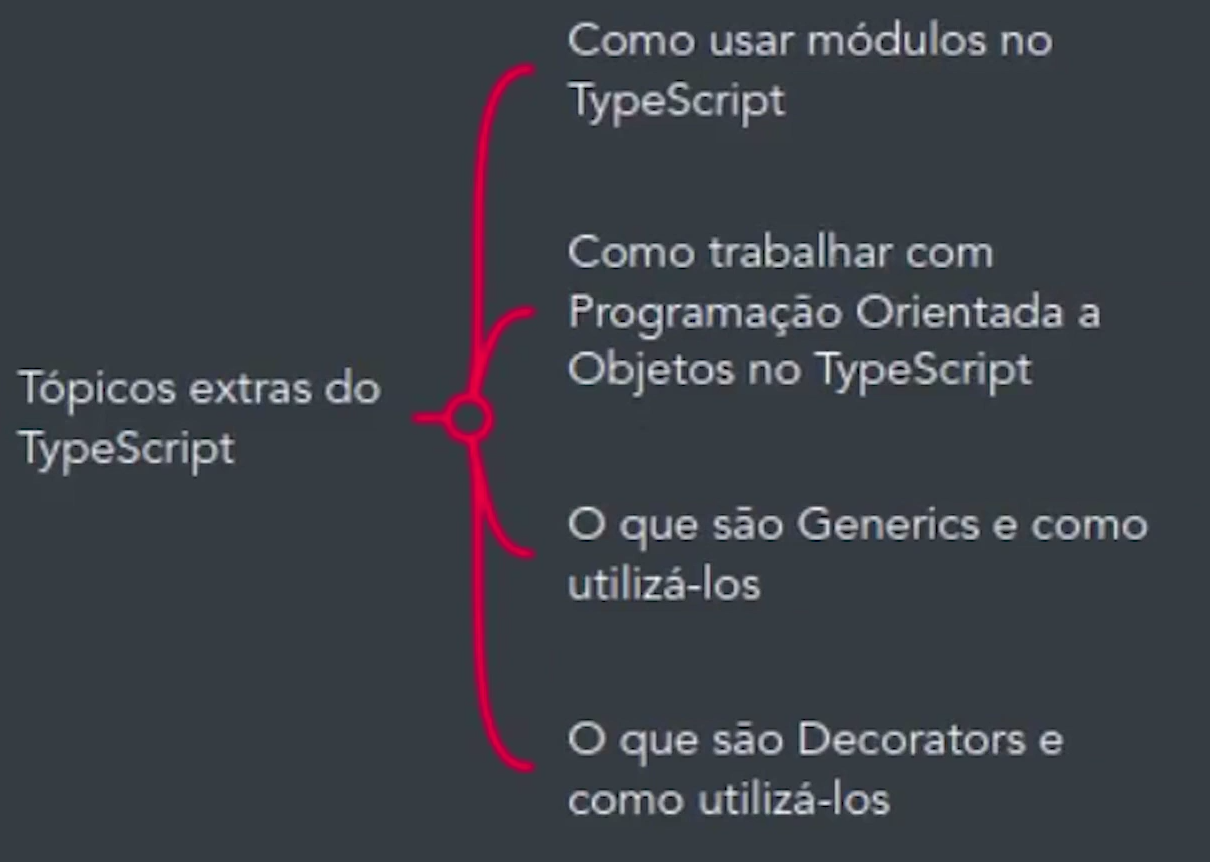 Tópicos extras do
TypeScript
Como usar módulos no
TypeScript
Como trabalhar com
Programação Orientada a
Objetos no TypeScript
O que são Generics e como
utilizá-los
O que são Decorators e
como utilizá-los